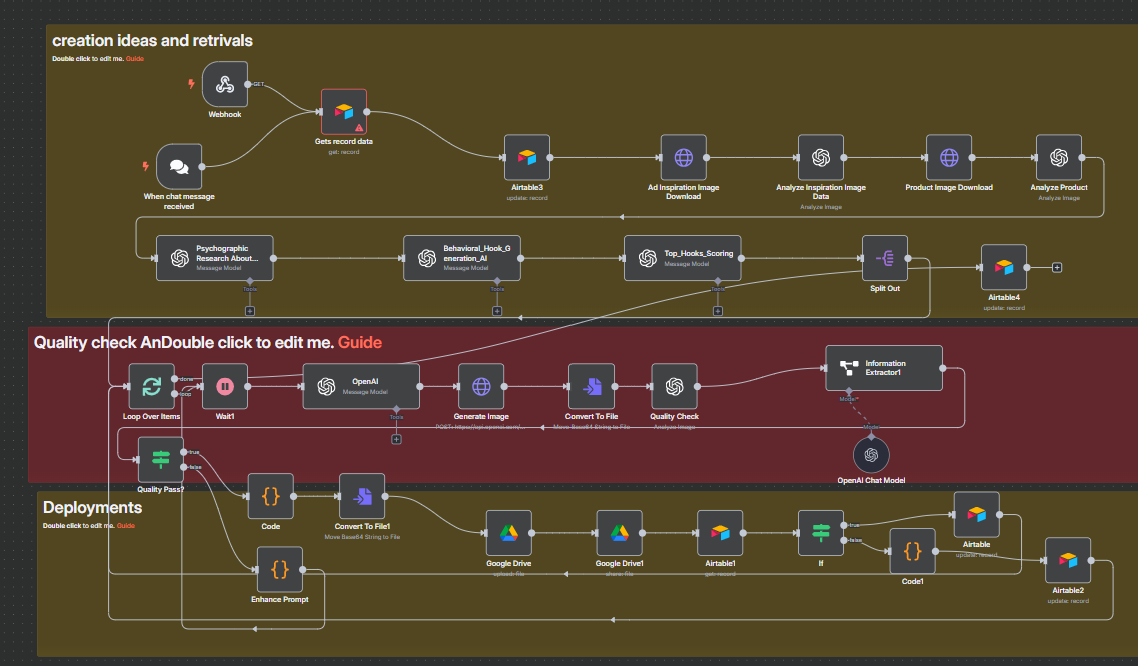 creation ideas and retrivals
Double click to edit me. Guide
Webhook
GET
Gets record data
get: record
When chat message
received
Airtable3
update: record
Ad Inspiration Image
Download
Analyze Inspiration Image
Data
Analyze Image
Product Image Download
Analyze Product
Analyze Image
Psychographic
Research About...
Message Model
Tools
Behavioral_Hook_G
eneration_AI
Message Model
Tools
Top_Hooks_Scoring
Message Model
Tools
Split Out
Airtable4
update: record
Quality check AnDouble click to edit me. Guide
Loop Over Items
done
loop
Wait1
OpenAI
Message Model
Tools
Generate Image
POST: https://api.openai.com/...
Convert To File
Move Base64 String to File
Quality Check
Analyze Image
Information
Extractor1
Model
Model
OpenAI Chat Model
Quality Pass?
true
false
Deployments
Double click to edit me. Guide
Code
Convert To File1
Move Base64 String to File
Enhance Prompt
Google Drive
upload: file
Google Drive1
share: file
Airtable1
get: record
If
true
false
Code1
Airtable
update: record
Airtable2
update: record